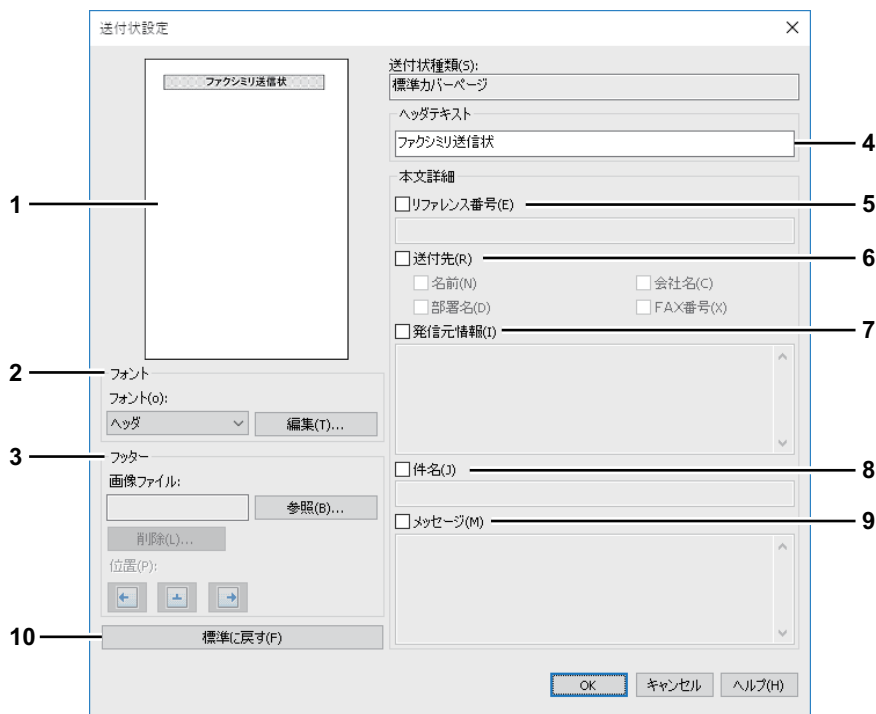 送付状設定
ファクシミリ送信状
1
2
フォント
フォント(o):
ヘッダ
編集(T)...
3
フッター
画像ファイル:
参照(B)...
削除(L)...
位置(P):
10
標準に戻す(F)
送付状種類(S):
標準カバーページ
ヘッダテキスト
ファクシミリ送信状
4
本文詳細
リファレンス番号(E)
5
送付先(R)
6
名前(N)
会社名(C)
部署名(D)
FAX番号(X)
発信元情報(I)
7
件名(J)
8
メッセージ(M)
9
OK
キャンセル
ヘルプ(H)